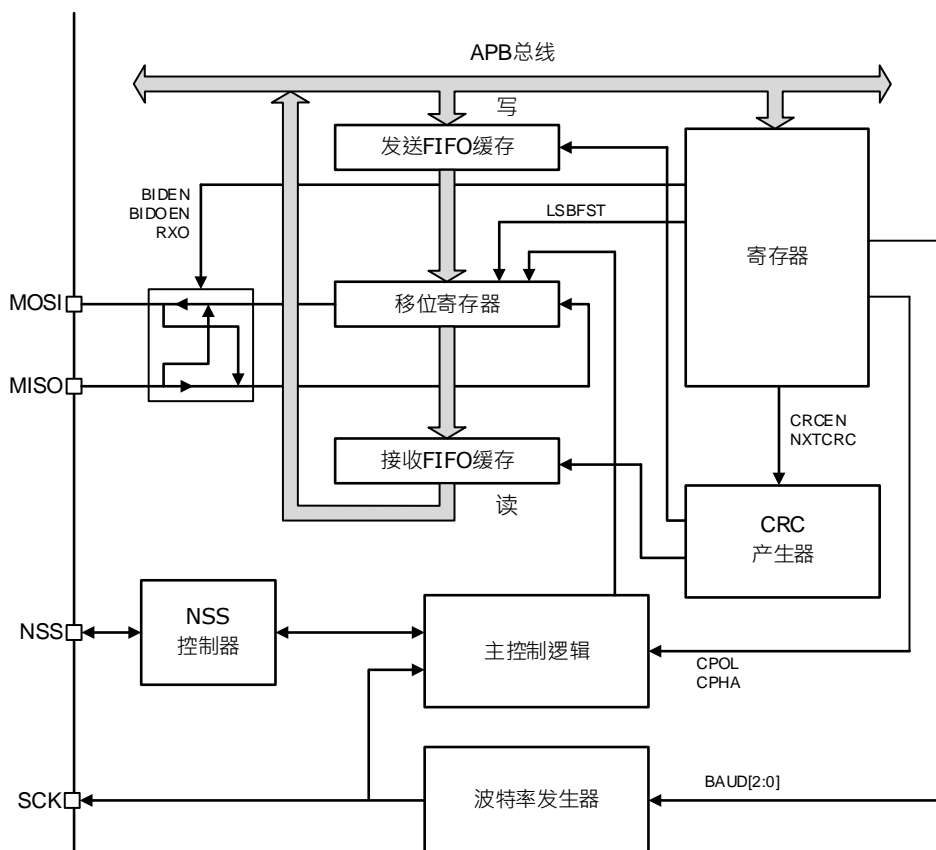 APB总线
写
发送FIFO缓存
BIDEN
BIDOEN
RXO
LSBFST
寄存器
MOSI
移位寄存器
MISO
CRCEN
NXTCRC
接收FIFO缓存
读
CRC
产生器
NSS
NSS
控制器
主控制逻辑
CPOL
CPHA
SCK
波特率发生器
BAUD[2:0]